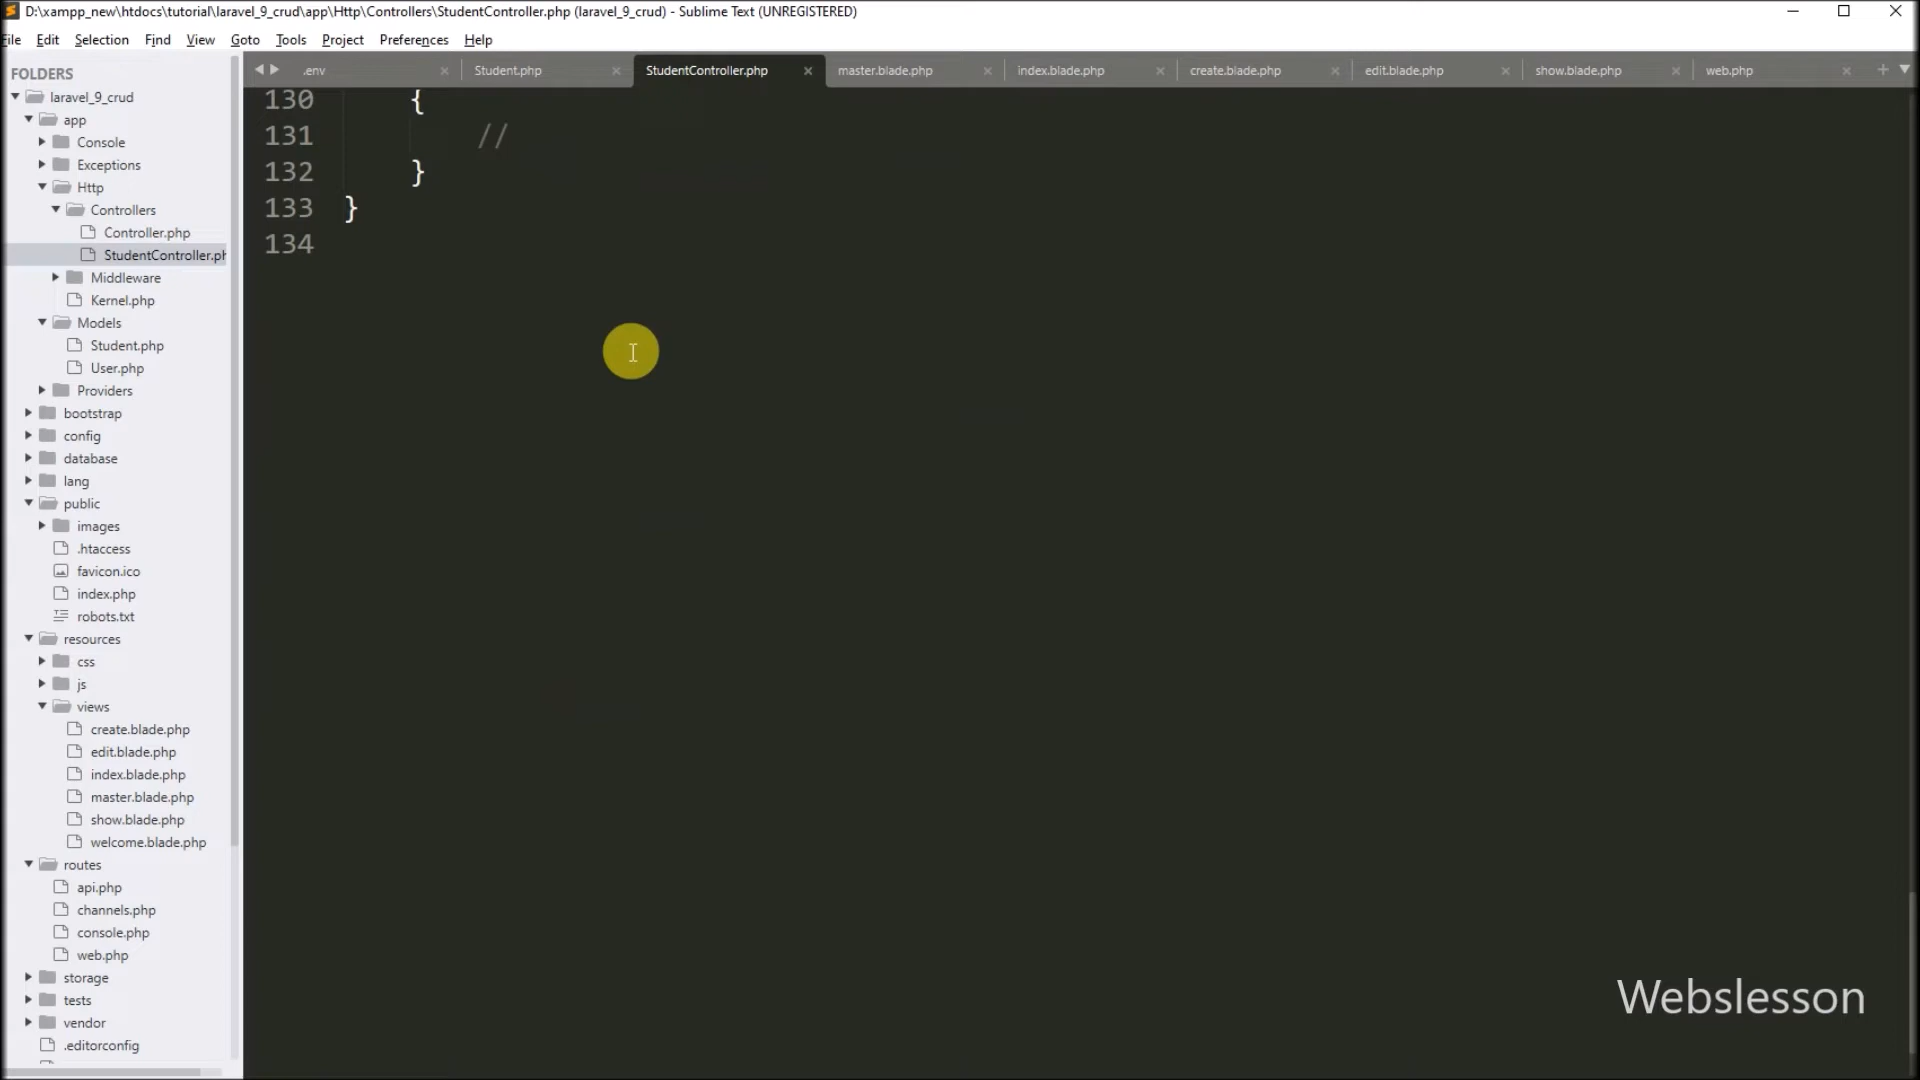 D:\xampp_new\htdocs\tutorial\laravel_9_crud\app\Http\Controllers\StudentController.php (laravel_9_crud) - Sublime Text (UNREGISTERED)
File Edit Selection Find View Goto Tools Project Preferences Help
.env Student.php StudentController.php master.blade.php index.blade.php create.blade.php edit.blade.php show.blade.php web.php
FOLDERS
laravel_9_crud
app
Console
Exceptions
Http
Controllers
Controller.php
StudentController.ph
Middleware
Kernel.php
Models
Student.php
User.php
Providers
bootstrap
config
database
lang
public
images
.htaccess
favicon.ico
index.php
robots.txt
resources
css
js
views
create.blade.php
edit.blade.php
index.blade.php
master.blade.php
show.blade.php
welcome.blade.php
routes
api.php
channels.php
console.php
web.php
storage
tests
vendor
.editorconfig
130 {
131 //
132 }
133 }
134
Webslesson